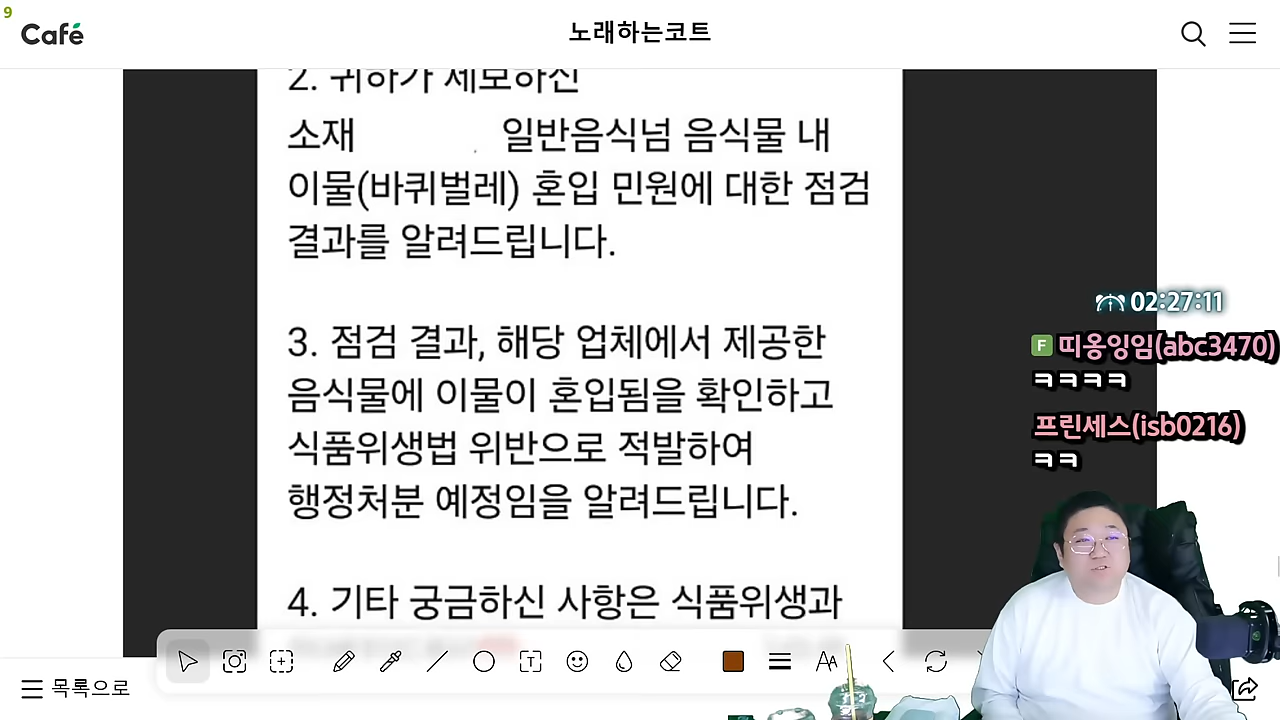 9
Café
노래하는코트
2. 귀하가 제보하신
소재 일반음식넘 음식물 내
이물(바퀴벌레) 혼입 민원에 대한 점검
결과를 알려드립니다.
3. 점검 결과, 해당 업체에서 제공한
음식물에 이물이 혼입됨을 확인하고
식품위생법 위반으로 적발하여
행정처분 예정임을 알려드립니다.
4. 기타 궁금하신 사항은 식품위생과
02:27:11
F 띠옹잉임(abc3470)
ㅋㅋㅋㅋ
프린세스(isb0216)
ㅋㅋ
T
AA
목록으로